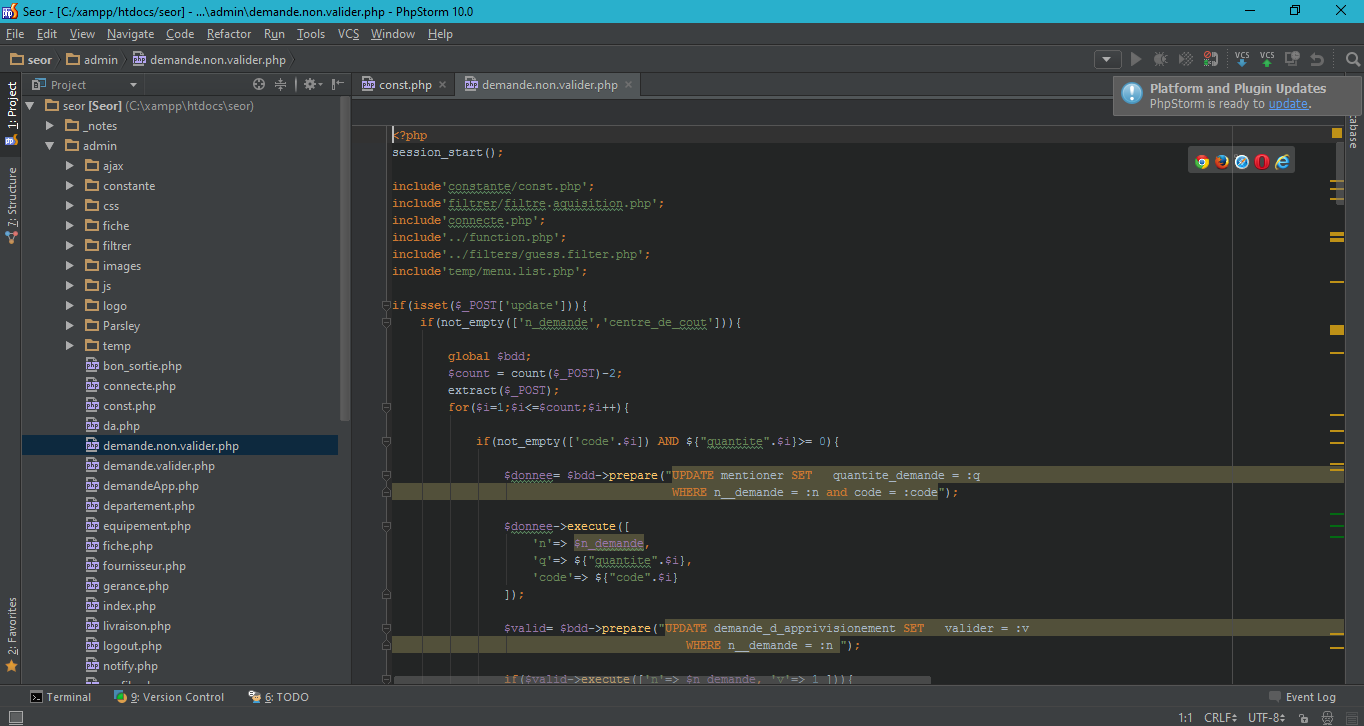 Seor - [C:/xampp/htdocs/seor] - ...\admin\demande.non.valider.php - PhpStorm 10.0
File Edit View Navigate Code Refactor Run Tools VCS Window Help
seor admin demande.non.valider.php
VCS VCS
Project
const.php demande.non.valider.php
Platform and Plugin Updates
PhpStorm is ready to update.
1: Project
7: Structure
2: Favorites
seor [Seor] (C:\xampp\htdocs\seor)
_notes
admin
ajax
constante
css
fiche
filtrer
images
js
logo
Parsley
temp
bon_sortie.php
connecte.php
const.php
da.php
demande.non.valider.php
demande.valider.php
demandeApp.php
departement.php
equipement.php
fiche.php
fournisseur.php
gerance.php
index.php
livraison.php
logout.php
notify.php
<?php
session_start();
include'constante/const.php';
include'filtrer/filtre.aquisition.php';
include'connecte.php';
include'../function.php';
include'../filters/guess.filter.php';
include'temp/menu.list.php';
if(isset($_POST['update'])){
if(not_empty(['n_demande','centre_de_cout'])){
global $bdd;
$count = count($_POST)-2;
extract($_POST);
for($i=1;$i<=$count;$i++){
if(not_empty(['code'.$i]) AND ${"quantite".$i}>= 0){
$donnee= $bdd->prepare("UPDATE mentioner SET   quantite_demande = :q
WHERE n__demande = :n and code = :code");
$donnee->execute([
'n'=> $n_demande,
'q'=> ${"quantite".$i},
'code'=> ${"code".$i}
]);
$valid= $bdd->prepare("UPDATE demande_d_apprivisionement SET   valider = :v
WHERE n__demande = :n ");
if($valid->execute(['n'=> $n_demande, 'v'=> 1 ])){
Terminal 9: Version Control 6: TODO Event Log
1:1 CRLF UTF-8